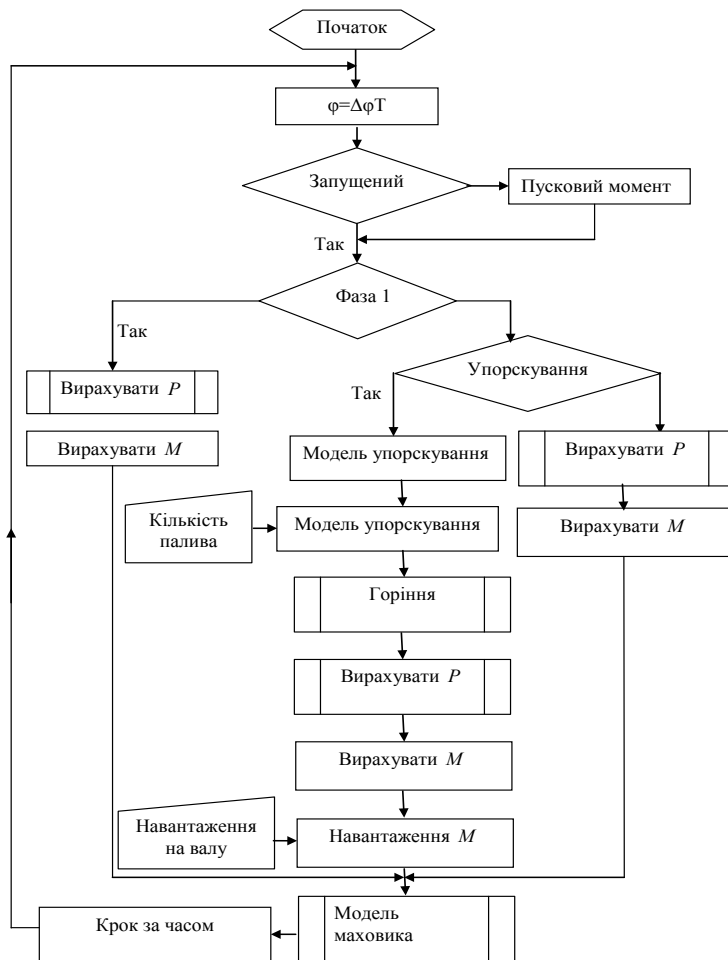 Початок
φ=ΔφT
Запущений
Пусковий момент
Так
Фаза 1
Так
Упорскування
Так
Вирахувати P
Вирахувати M
Модель упорскування
Вирахувати P
Кількість
палива
Модель упорскування
Вирахувати M
Горіння
Вирахувати P
Вирахувати M
Навантаження
на валу
Навантаження M
Крок за часом
Модель
маховика